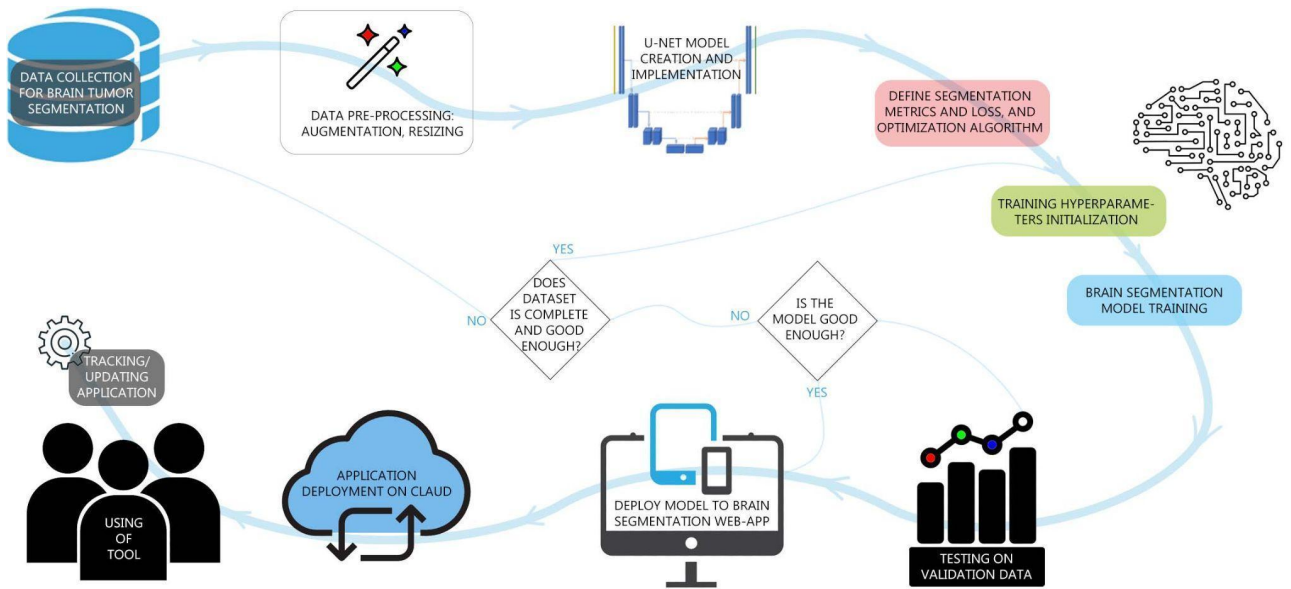 DATA COLLECTION
FOR BRAIN TUMOR
SEGMENTATION
DATA PRE-PROCESSING:
AUGMENTATION, RESIZING
U-NET MODEL
CREATION AND
IMPLEMENTATION
DEFINE SEGMENTATION
METRICS AND LOSS, AND
OPTIMIZATION ALGORITHM
TRAINING HYPERPARAME-
TERS INITIALIZATION
BRAIN SEGMENTATION
MODEL TRAINING
YES
DOES
DATASET
IS COMPLETE
AND GOOD
ENOUGH?
NO
IS THE
MODEL GOOD
ENOUGH?
NO
YES
TRACKING/
UPDATING
APPLICATION
USING
OF
TOOL
APPLICATION
DEPLOYMENT ON CLAUD
DEPLOY MODEL TO BRAIN
SEGMENTATION WEB-APP
TESTING ON
VALIDATION DATA